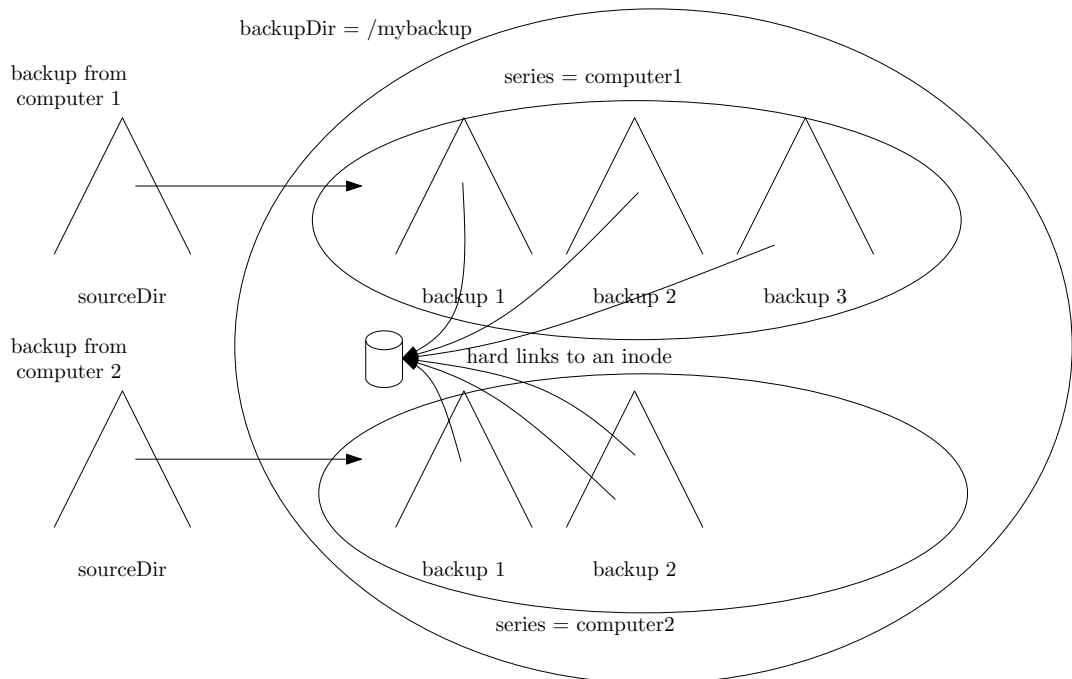 backupDir = /mybackup
series = computer1
backup from
computer 1
sourceDir
backup 1
backup 2
backup 3
backup from
computer 2
hard links to an inode
sourceDir
backup 1
backup 2
series = computer2